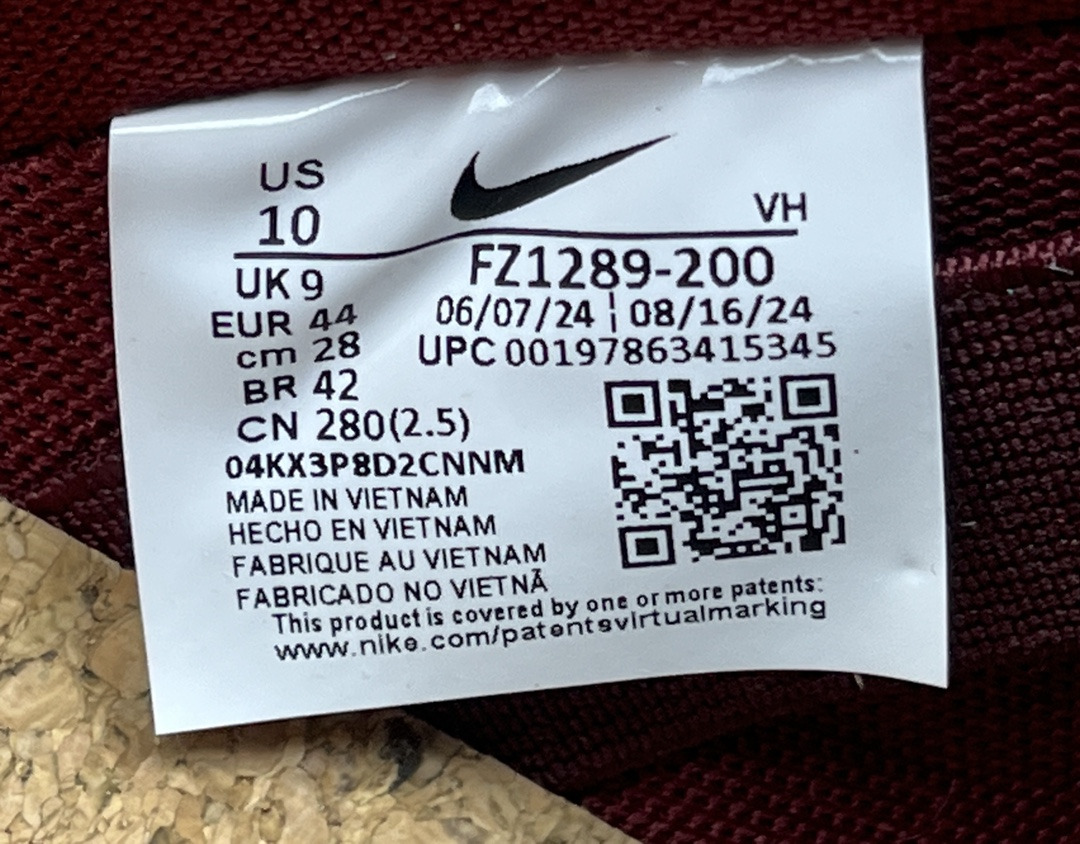 US
10
VH
UK 9
EUR 44
cm 28
BR 42
CN 280(2.5)
FZ1289-200
06/07/24 ¦ 08/16/24
UPC 00197863415345
04KX3P8D2CNNM
MADE IN VIETNAM
HECHO EN VIETNAM
FABRIQUE AU VIETNAM
FABRICADO NO VIETNÃ
This product is covered by one or more patents:
www.nike.com/patentsvirtualmarking